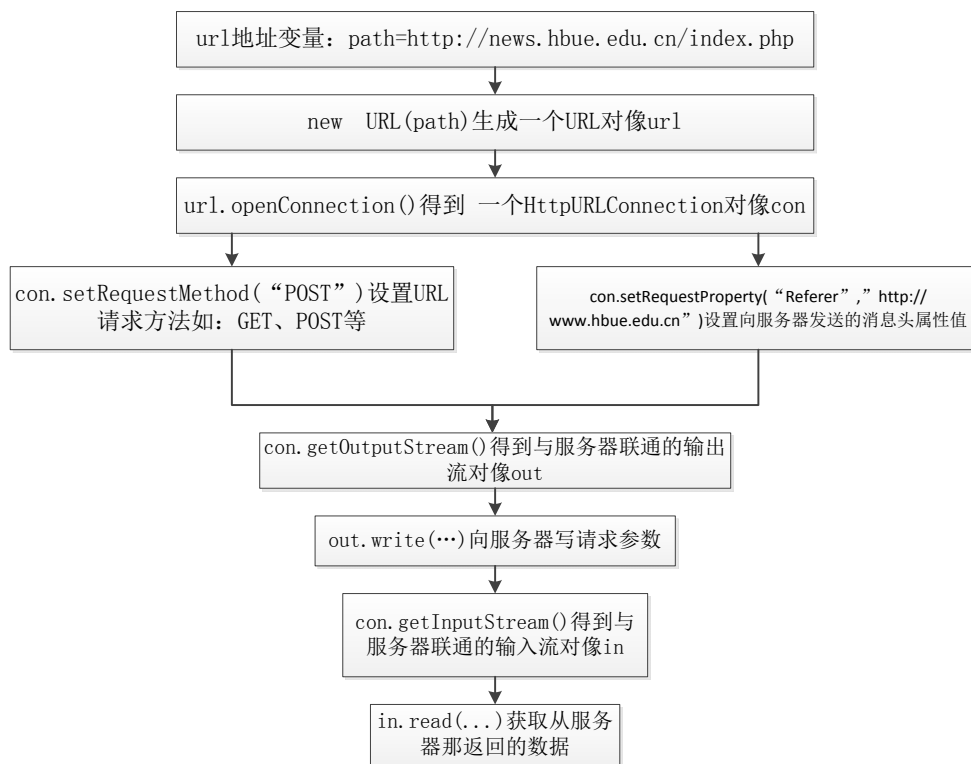 url地址变量：path=http://news.hbue.edu.cn/index.php
new  URL(path)生成一个URL对像url
url.openConnection()得到 一个HttpURLConnection对像con
con.setRequestMethod(“POST”)设置URL
请求方法如：GET、POST等
con.setRequestProperty(“Referer”,”http://
www.hbue.edu.cn”)设置向服务器发送的消息头属性值
con.getOutputStream()得到与服务器联通的输出
流对像out
out.write(…)向服务器写请求参数
con.getInputStream()得到与
服务器联通的输入流对像in
in.read(...)获取从服务
器那返回的数据